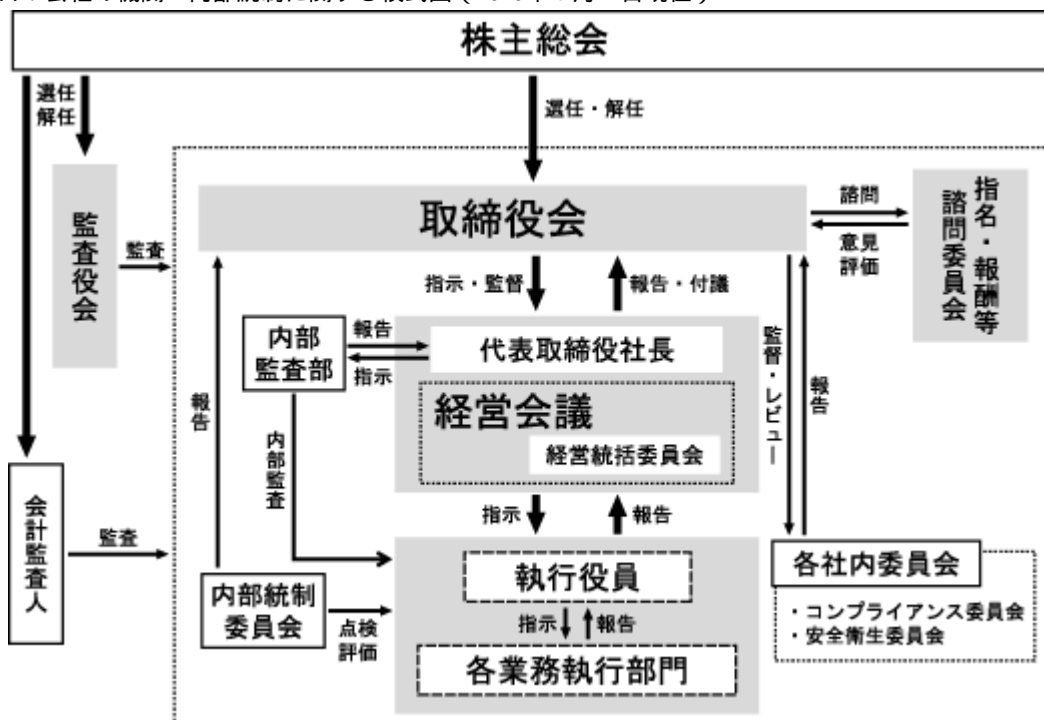 株主総会
選任
解任
選任・解任
監査役会
監査
取締役会
諮問
意見
評価
指名・報酬等
諮問委員会
指示・監督
報告・付議
内部
監査部
報告
指示
代表取締役社長
経営会議
経営統括委員会
報告
内部監査
監督・レビュー
報告
指示
報告
会計監査人
監査
内部統制
委員会
点検
評価
執行役員
指示
報告
各業務執行部門
各社内委員会
・コンプライアンス委員会
・安全衛生委員会